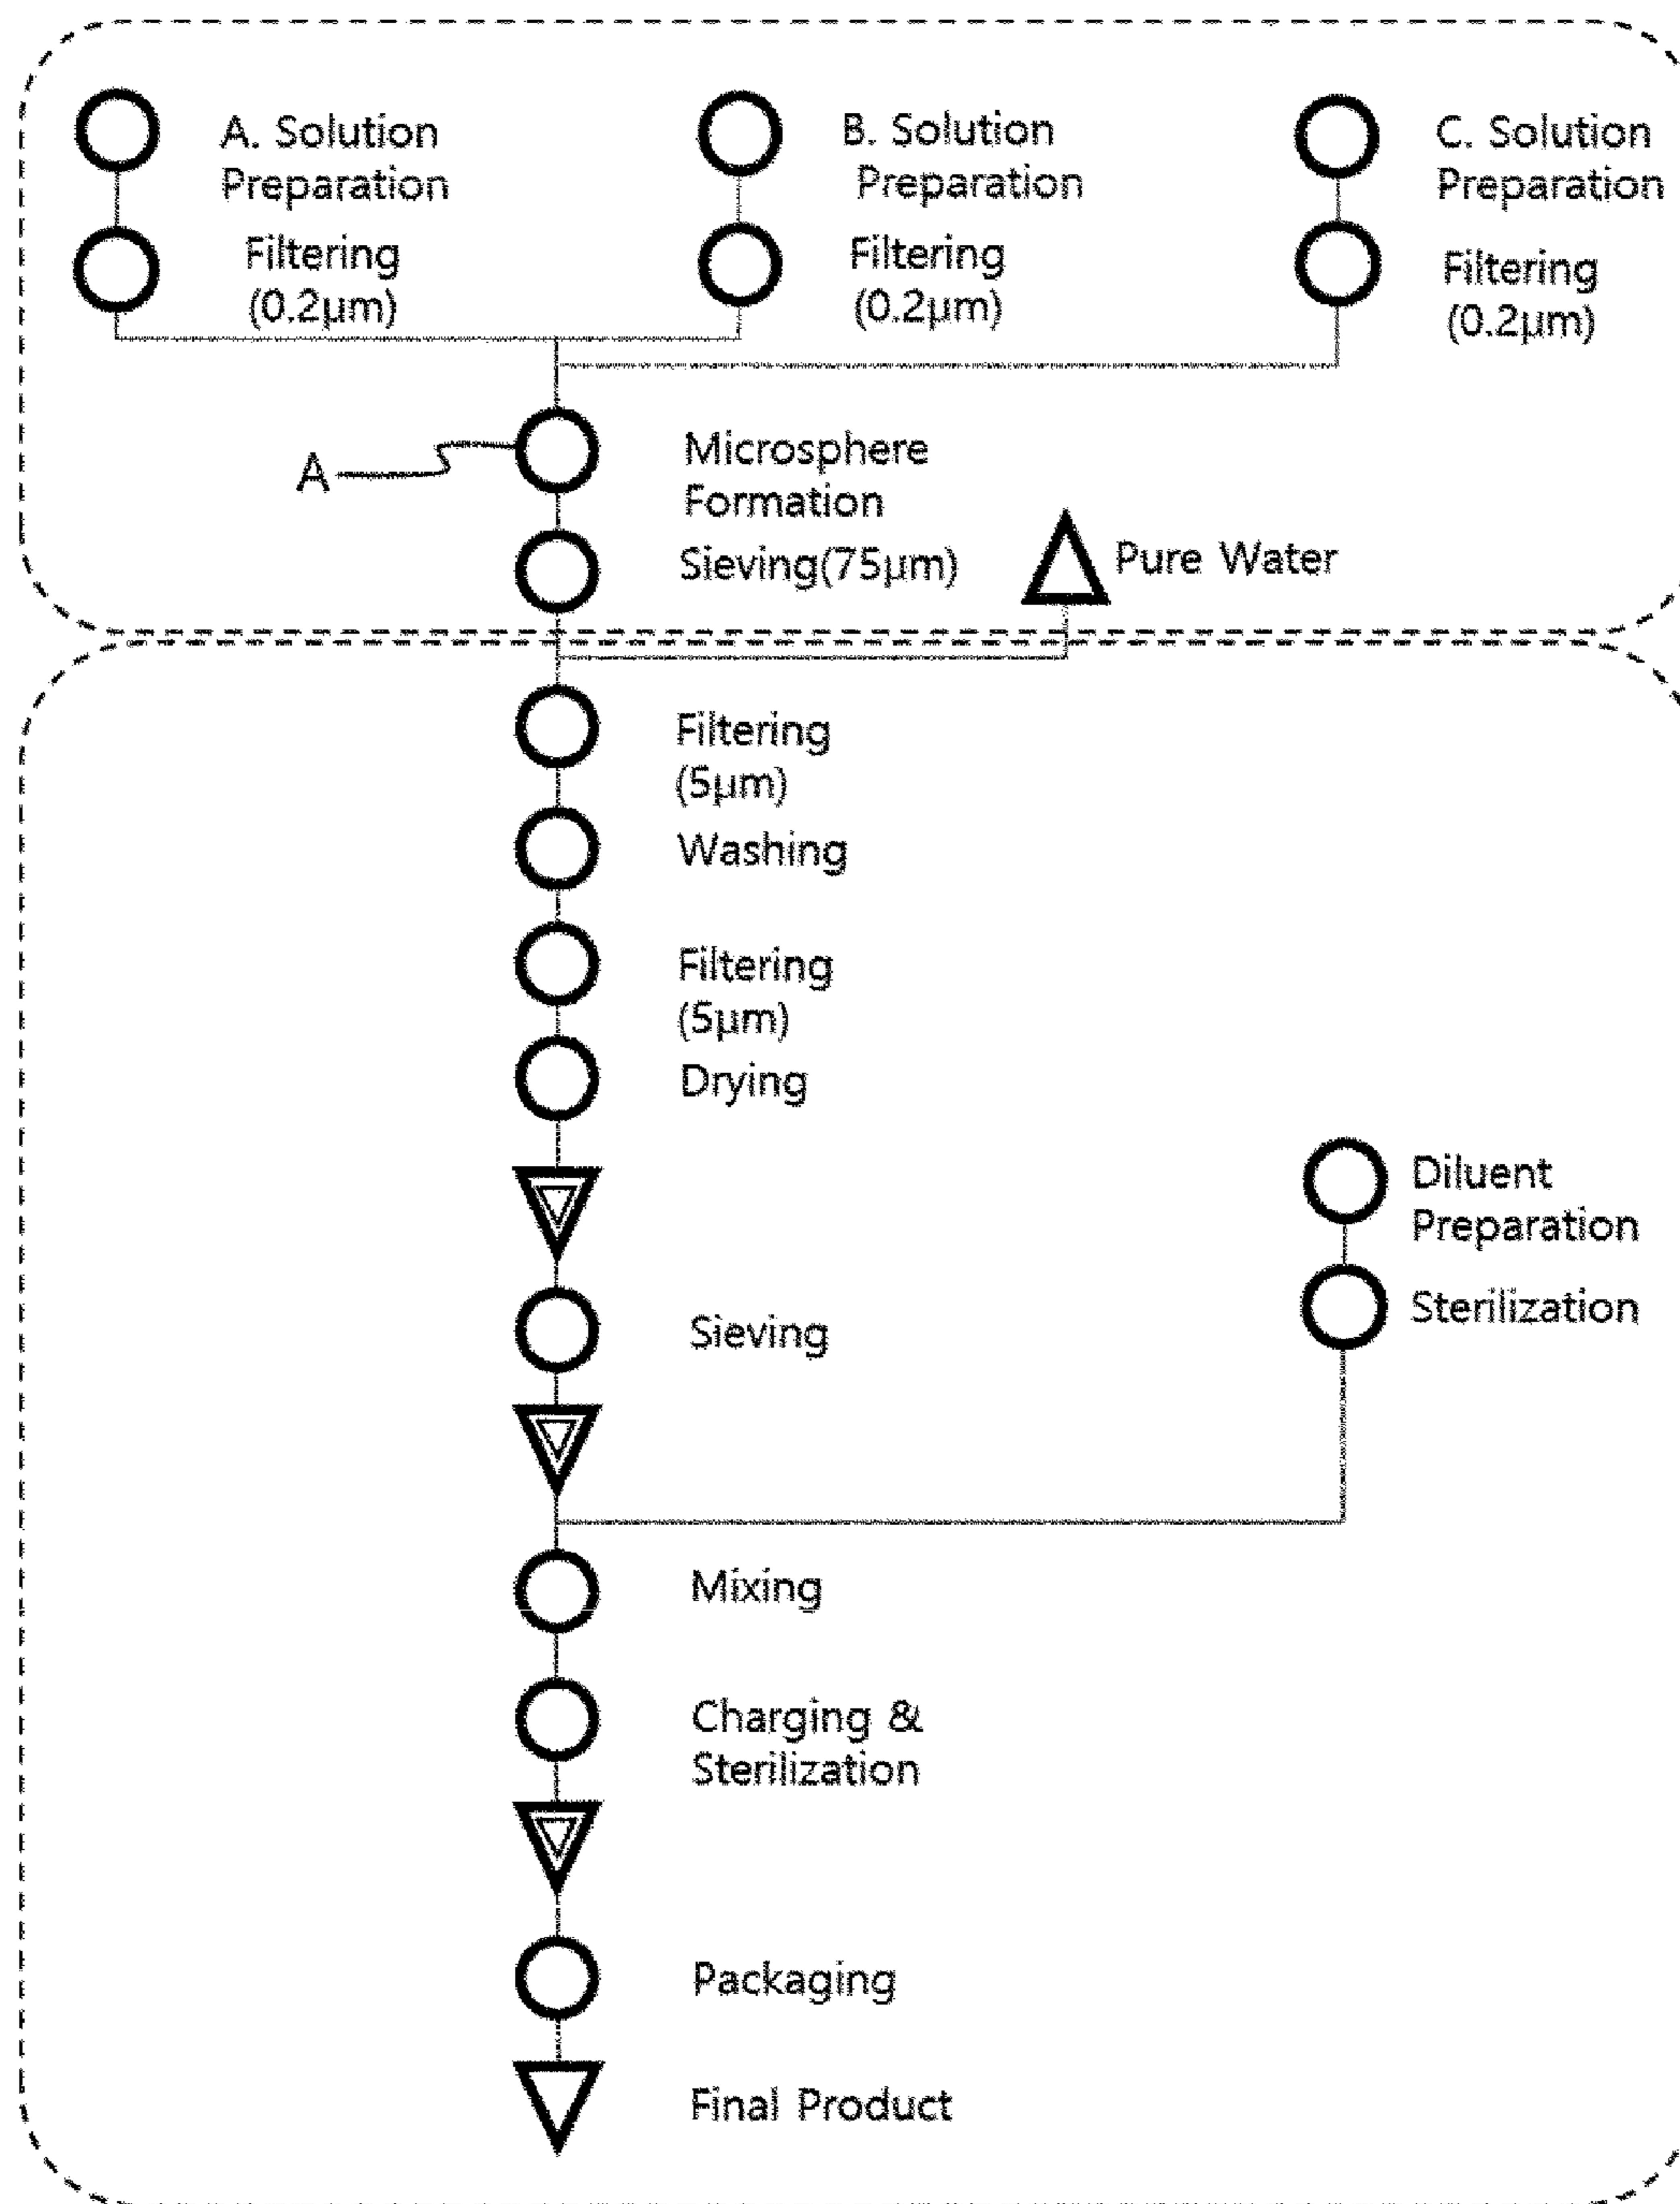 A. Solution
Preparation
B. Solution
Preparation
C. Solution
Preparation
Filtering
(0.2μm)
Filtering
(0.2μm)
Filtering
(0.2μm)
A
Microsphere
Formation
Sieving(75μm)
Pure Water
Filtering
(5μm)
Washing
Filtering
(5μm)
Drying
Diluent
Preparation
Sterilization
Sieving
Mixing
Charging &
Sterilization
Packaging
Final Product